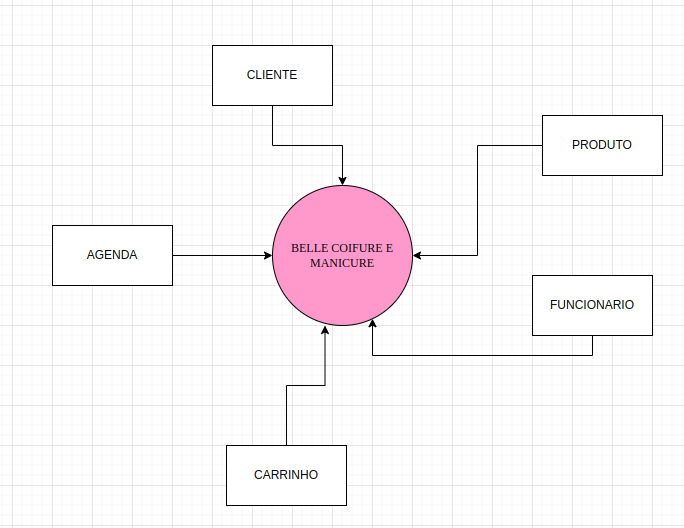 CLIENTE
PRODUTO
BELLE COIFURE E
MANICURE
AGENDA
FUNCIONARIO
CARRINHO